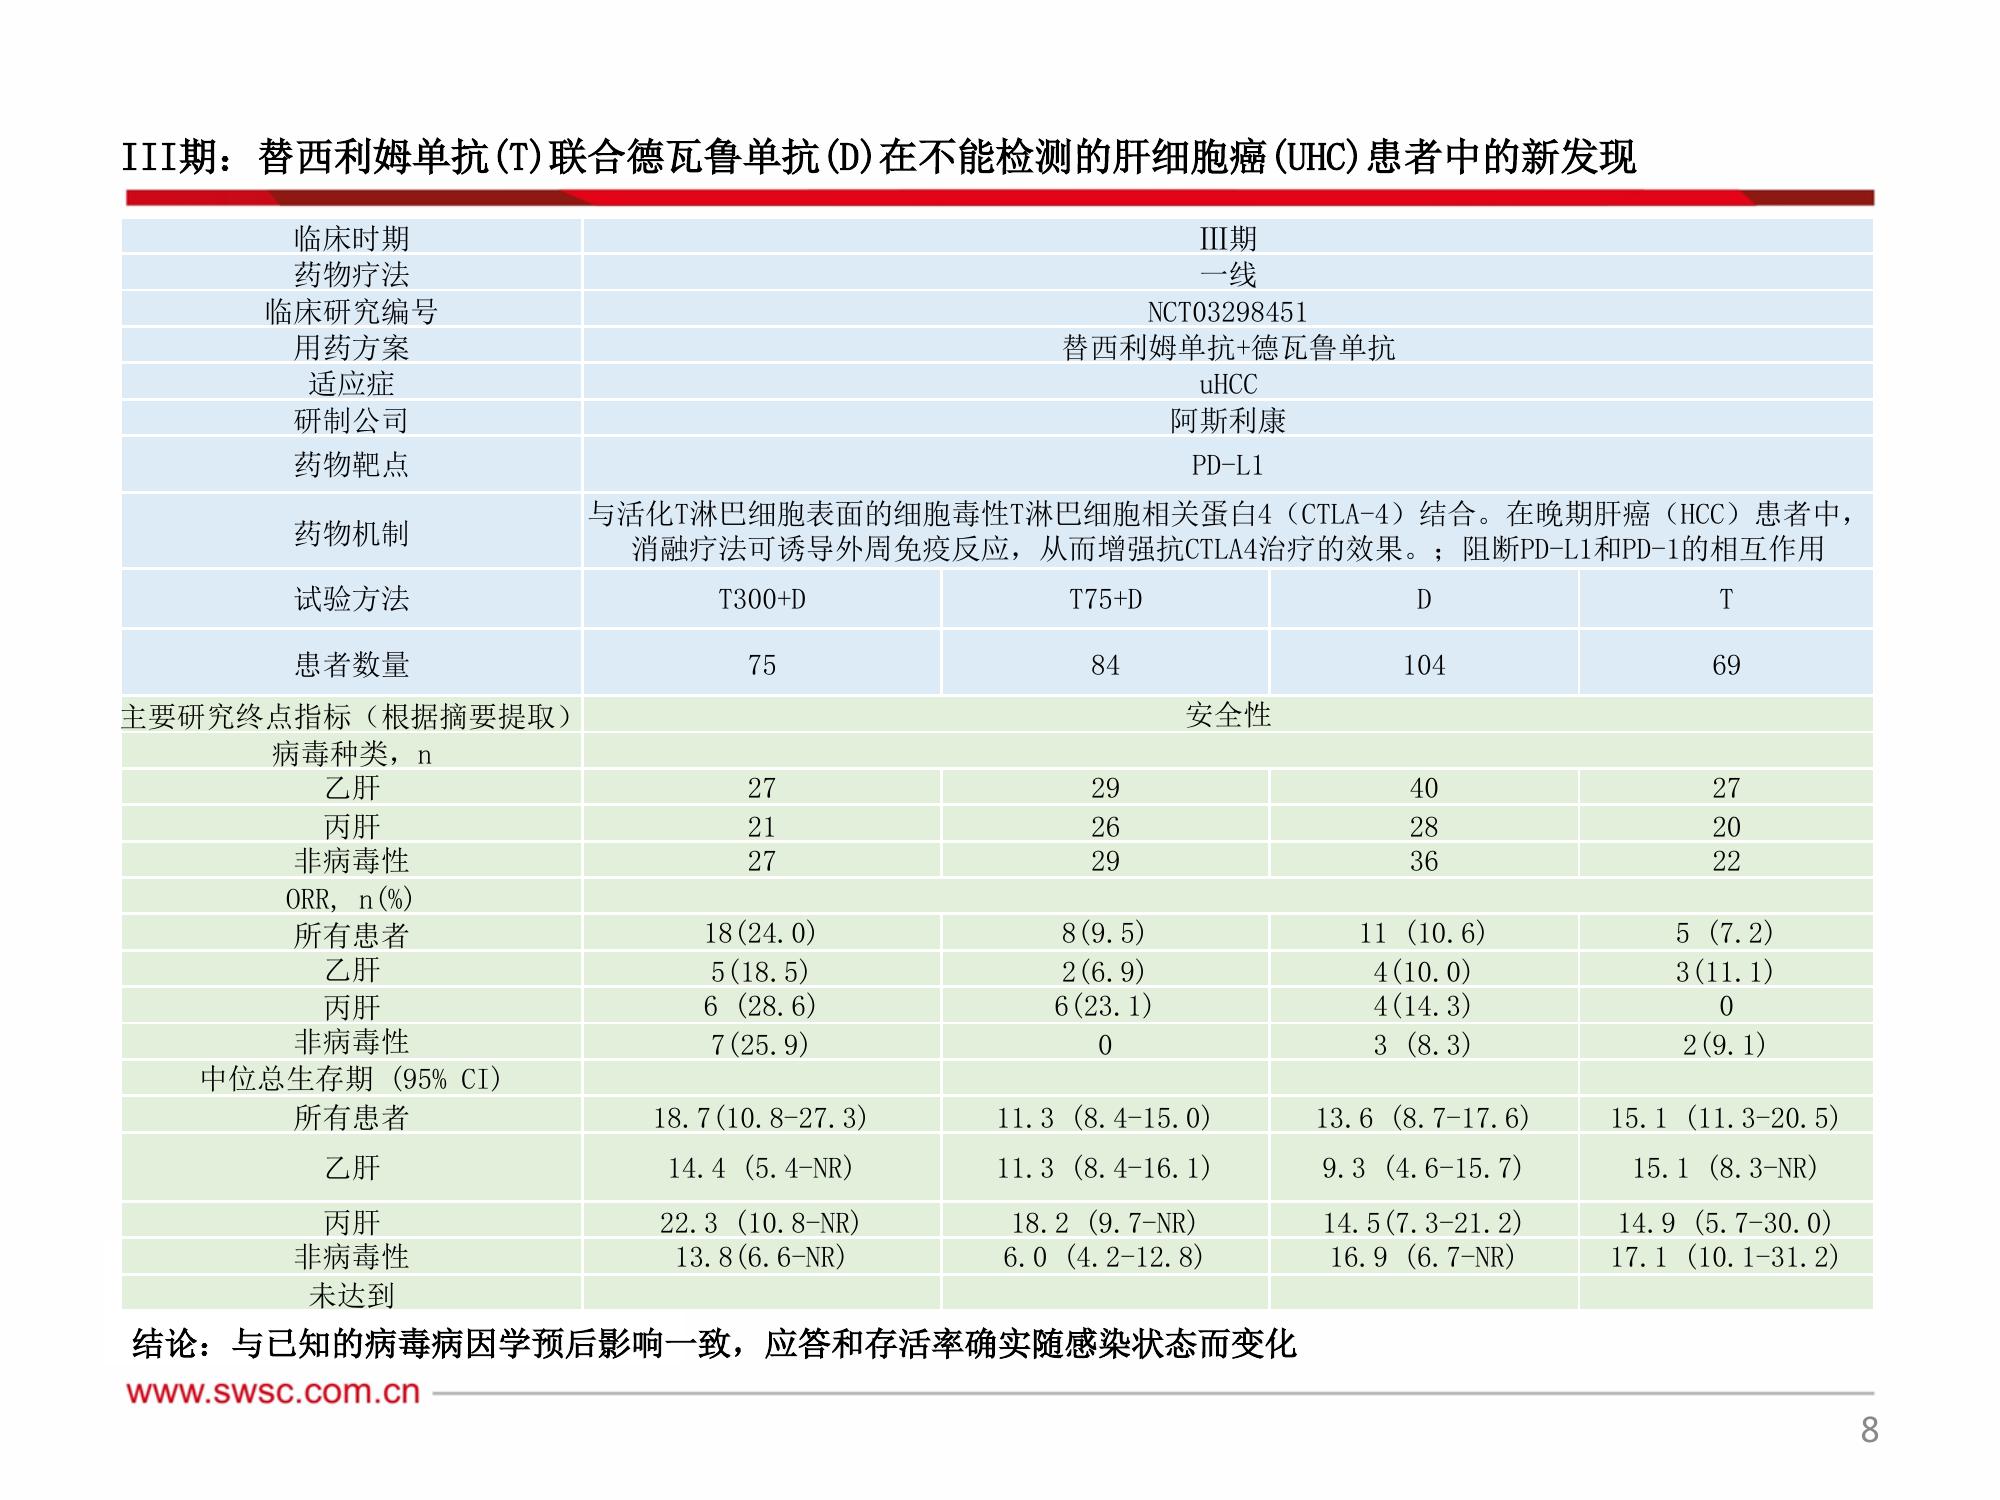 III期：替西利姆单抗(T)联合德瓦鲁单抗(D)在不能检测的肝细胞癌(UHC)患者中的新发现
临床时期 III期
药物疗法 一线
临床研究编号 NCT03298451
用药方案 替西利姆单抗+德瓦鲁单抗
适应症 uHCC
研制公司 阿斯利康
药物靶点 PD-L1
药物机制 与活化T淋巴细胞表面的细胞毒性T淋巴细胞相关蛋白4（CTLA-4）结合。在晚期肝癌（HCC）患者中，
消融疗法可诱导外周免疫反应，从而增强抗CTLA4治疗的效果。；阻断PD-L1和PD-1的相互作用
试验方法 T300+D T75+D D T
患者数量 75 84 104 69
主要研究终点指标（根据摘要提取） 安全性
病毒种类，n
乙肝 27 29 40 27
丙肝 21 26 28 20
非病毒性 27 29 36 22
ORR, n(%)
所有患者 18(24.0) 8(9.5) 11 (10.6) 5 (7.2)
乙肝 5(18.5) 2(6.9) 4(10.0) 3(11.1)
丙肝 6 (28.6) 6(23.1) 4(14.3) 0
非病毒性 7(25.9) 0 3 (8.3) 2(9.1)
中位总生存期 (95% CI)
所有患者 18.7(10.8-27.3) 11.3 (8.4-15.0) 13.6 (8.7-17.6) 15.1 (11.3-20.5)
乙肝 14.4 (5.4-NR) 11.3 (8.4-16.1) 9.3 (4.6-15.7) 15.1 (8.3-NR)
丙肝 22.3 (10.8-NR) 18.2 (9.7-NR) 14.5(7.3-21.2) 14.9 (5.7-30.0)
非病毒性 13.8(6.6-NR) 6.0 (4.2-12.8) 16.9 (6.7-NR) 17.1 (10.1-31.2)
未达到
结论：与已知的病毒病因学预后影响一致，应答和存活率确实随感染状态而变化
www.swsc.com.cn
8